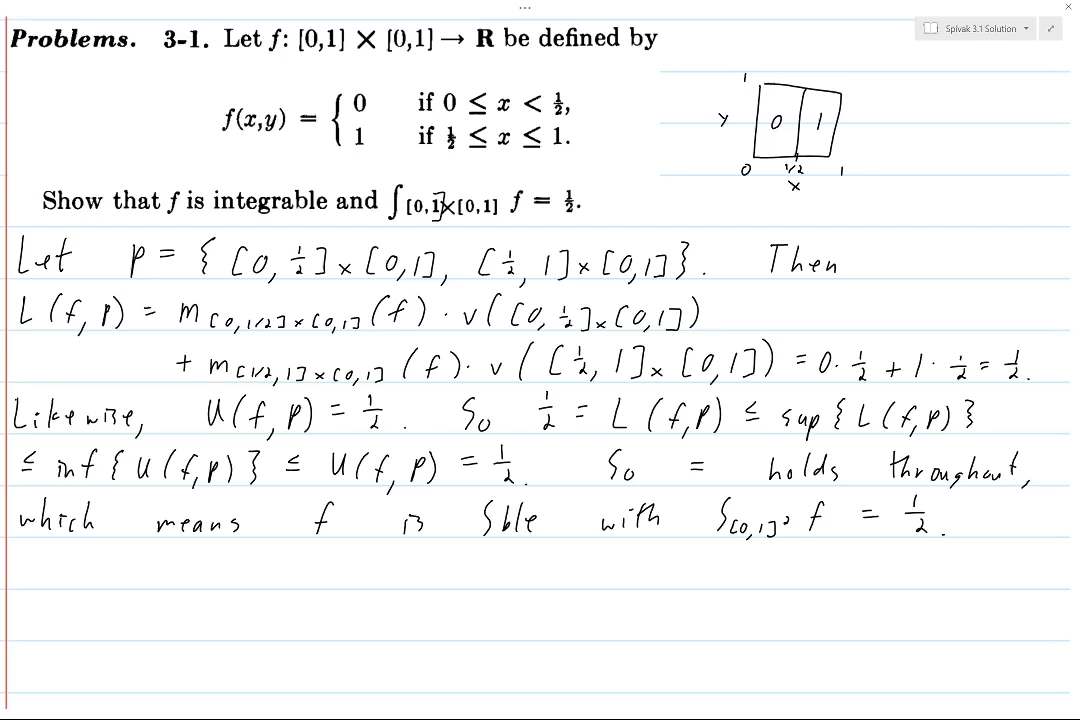 ...
Problems. 3-1. Let f: [0,1] × [0,1] → R be defined by
Spivak 3.1 Solution
f(x,y) = { 0 if 0 ≤ x < ½,
1 if ½ ≤ x ≤ 1.
1
y 0 1
0 1/2 1
x
Show that f is integrable and ∫[0,1]×[0,1] f = ½.
Let P = { [0, ½] × [0,1], [½, 1] × [0,1] }. Then
L(f, P) = m[0,1/2]×[0,1] (f) · v([0, ½] × [0,1])
+ m[1/2,1]×[0,1] (f) · v([½, 1] × [0,1]) = 0 · ½ + 1 · ½ = ½.
Likewise, U(f, P) = ½. So ½ = L(f,P) ≤ sup{L(f,P)}
≤ inf{U(f,P)} ≤ U(f,P) = ½. So = holds throughout,
which means f is ∫ble with ∫[0,1]² f = ½.